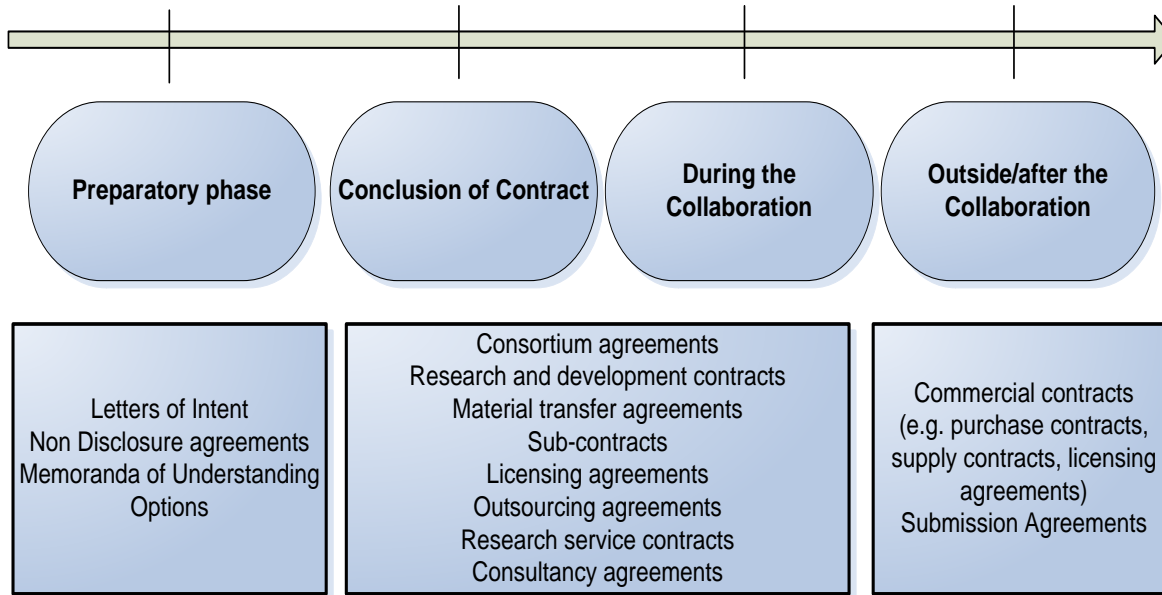 Preparatory phase
Conclusion of Contract
During the
Collaboration
Outside/after the
Collaboration
Letters of Intent
Non Disclosure agreements
Memoranda of Understanding
Options
Consortium agreements
Research and development contracts
Material transfer agreements
Sub-contracts
Licensing agreements
Outsourcing agreements
Research service contracts
Consultancy agreements
Commercial contracts
(e.g. purchase contracts,
supply contracts, licensing
agreements)
Submission Agreements